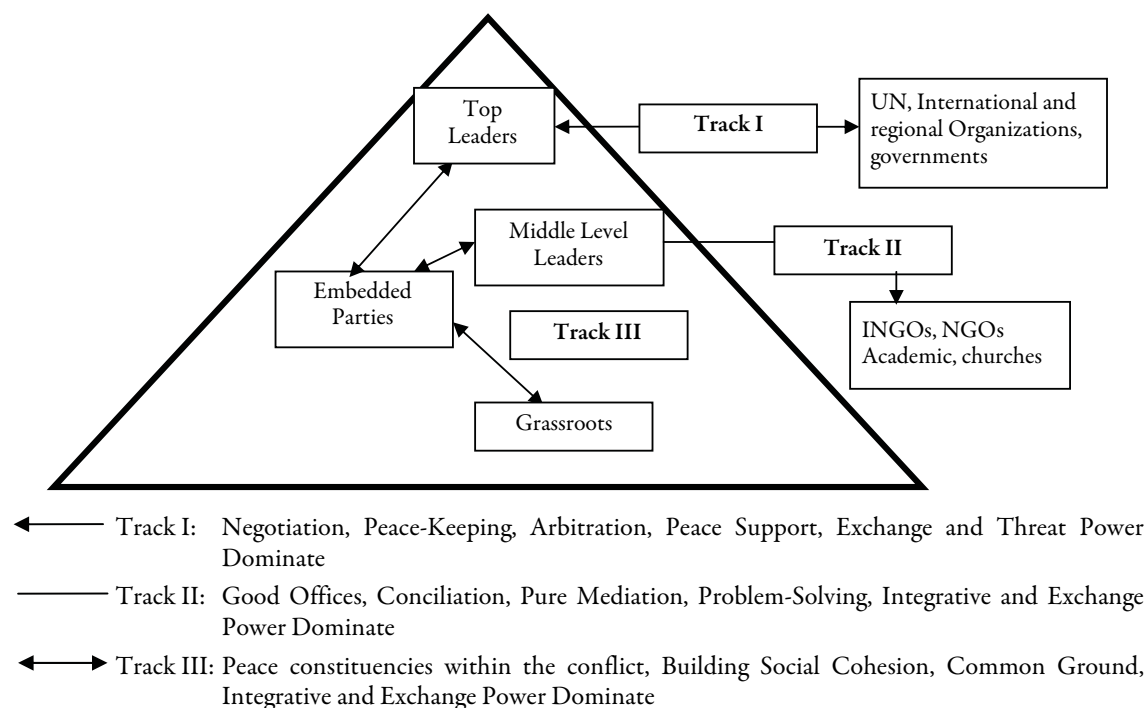 Top
Leaders
Track I
UN, International and
regional Organizations,
governments
Middle Level
Leaders
Track II
Embedded
Parties
Track III
INGOs, NGOs
Academic, churches
Grassroots
Track I: Negotiation, Peace-Keeping, Arbitration, Peace Support, Exchange and Threat Power
Dominate
Track II: Good Offices, Conciliation, Pure Mediation, Problem-Solving, Integrative and Exchange
Power Dominate
Track III: Peace constituencies within the conflict, Building Social Cohesion, Common Ground,
Integrative and Exchange Power Dominate